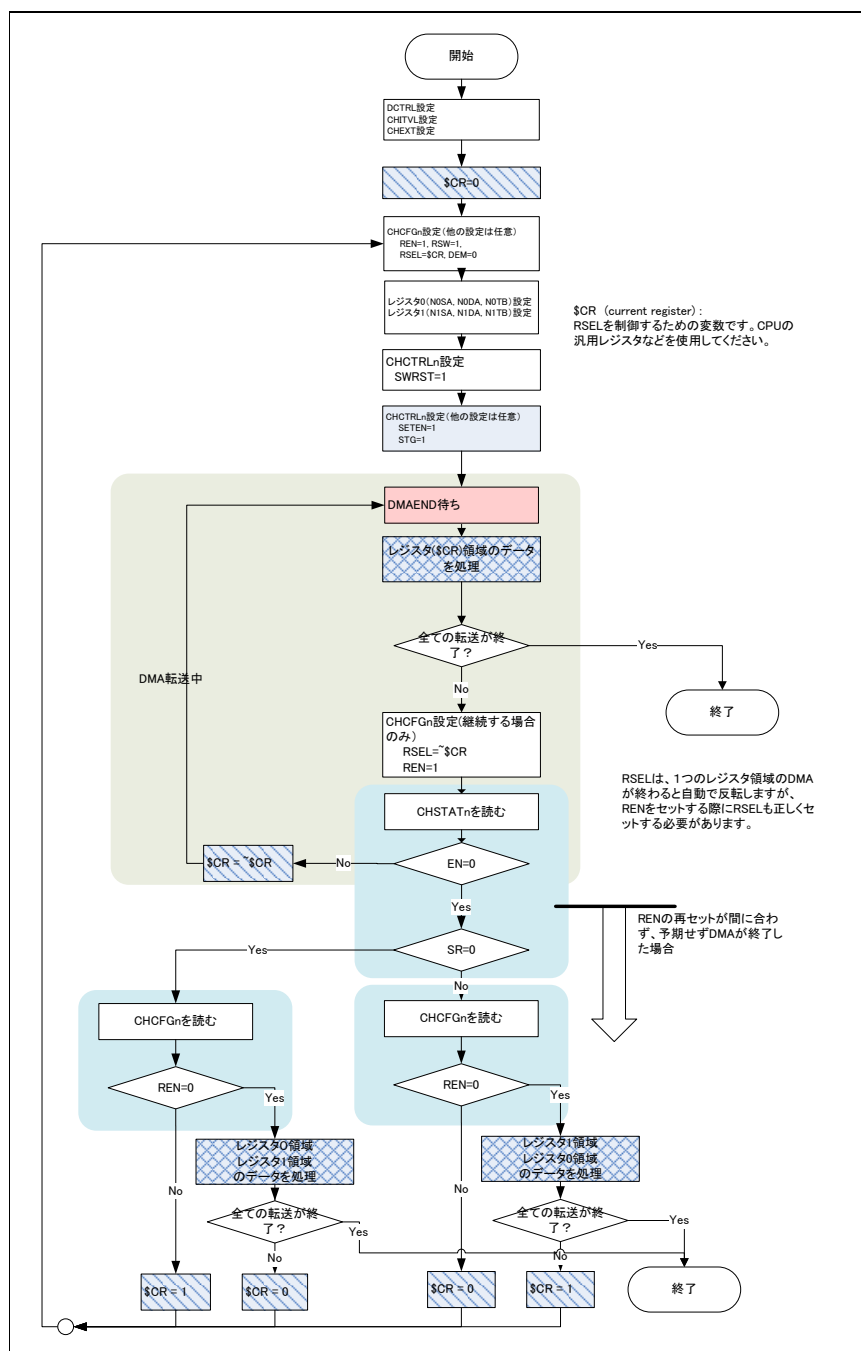 開始
DCTRL設定
CHITVL設定
CHEXT設定
$CR=0
CHCFGn設定(他の設定は任意)
REN=1, RSW=1,
RSEL=$CR, DEM=0
レジスタ0(N0SA, N0DA, N0TB)設定
レジスタ1(N1SA, N1DA, N1TB)設定
$CR (current register) :
RSELを制御するための変数です。CPUの
汎用レジスタなどを使用してください。
CHCTRLn設定
SWRST=1
CHCTRLn設定(他の設定は任意)
SETEN=1
STG=1
DMAEND待ち
レジスタ($CR)領域のデータ
を処理
全ての転送が終
了?
Yes
No
DMA転送中
終了
CHCFGn設定(継続する場合
のみ)
RSEL=~$CR
REN=1
RSELは、1つのレジスタ領域のDMA
が終わると自動で反転しますが、
RENをセットする際にRSELも正しくセ
ットする必要があります。
CHSTATnを読む
$CR = ~$CR
No
EN=0
Yes
RENの再セットが間に合わ
ず、予期せずDMAが終了し
た場合
Yes
SR=0
No
CHCFGnを読む
CHCFGnを読む
REN=0
Yes
REN=0
Yes
レジスタ0領域
レジスタ1領域
のデータを処理
レジスタ1領域
レジスタ0領域
のデータを処理
No
No
全ての転送が終
了?
Yes
全ての転送が終
了?
Yes
No
No
$CR = 1
$CR = 0
$CR = 0
$CR = 1
終了